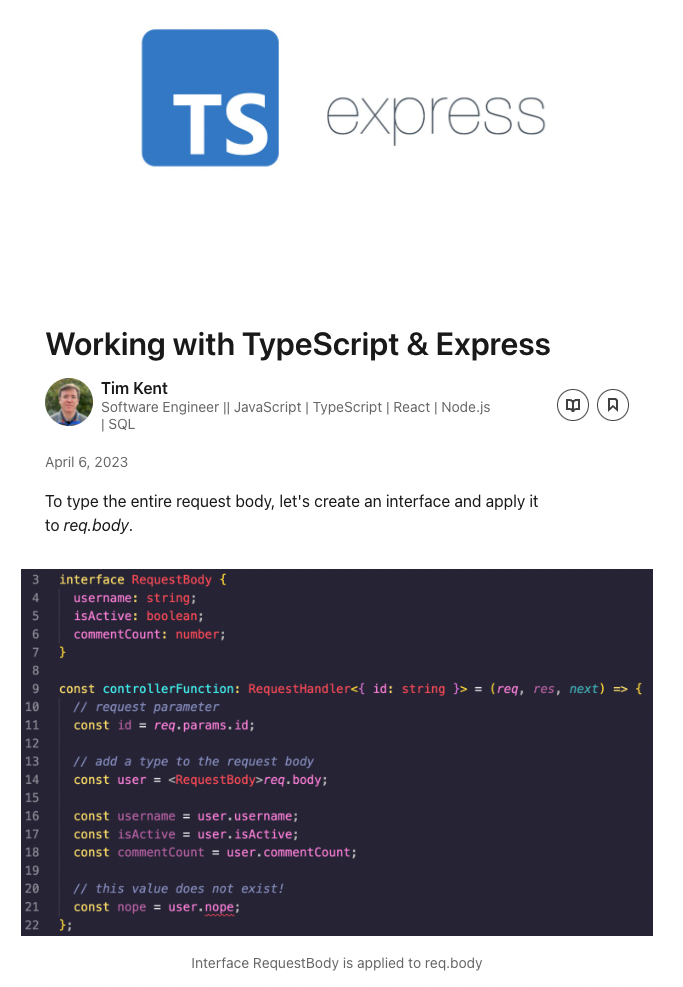 TS express
Working with TypeScript & Express
Tim Kent
Software Engineer || JavaScript | TypeScript | React | Node.js
| SQL
April 6, 2023
To type the entire request body, let's create an interface and apply it
to req.body.
3 interface RequestBody {
4 username: string;
5 isActive: boolean;
6 commentCount: number;
7 }
8
9 const controllerFunction: RequestHandler<{ id: string }> = (req, res, next) => {
10 // request parameter
11 const id = req.params.id;
12
13 // add a type to the request body
14 const user = <RequestBody>req.body;
15
16 const username = user.username;
17 const isActive = user.isActive;
18 const commentCount = user.commentCount;
19
20 // this value does not exist!
21 const nope = user.nope;
22 };
Interface RequestBody is applied to req.body